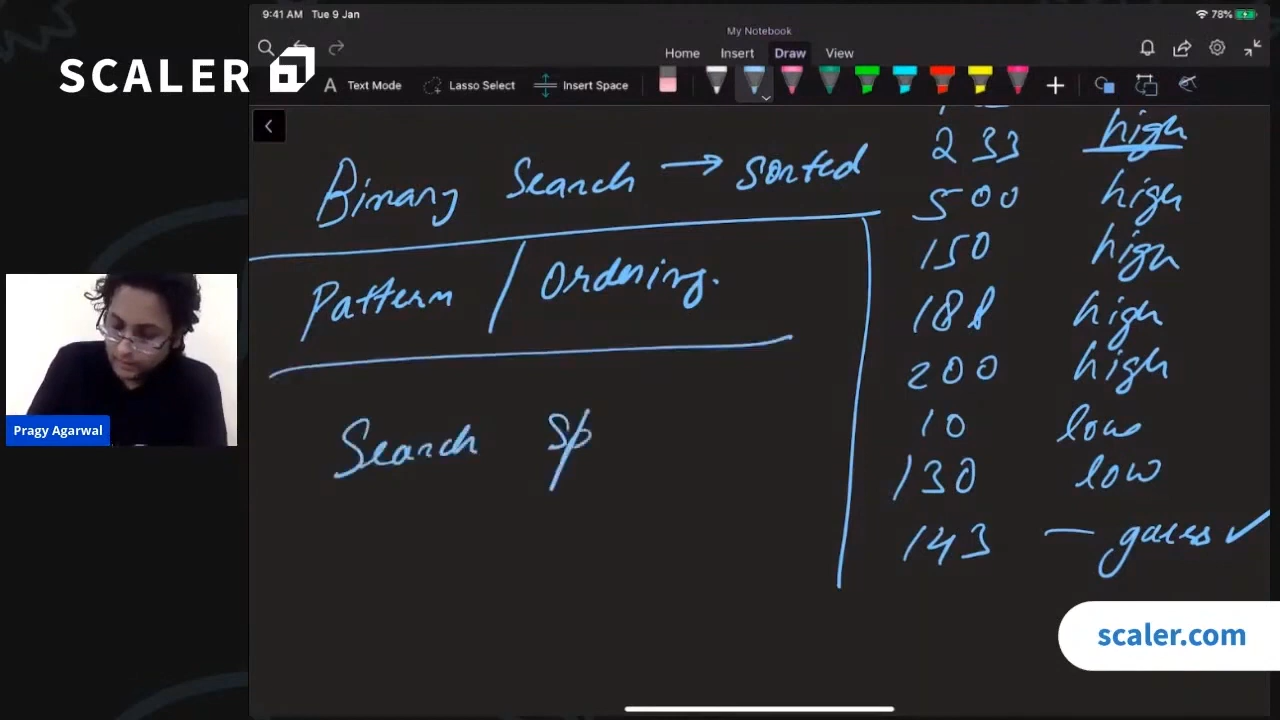 9:41 AM Tue 9 Jan
78%
My Notebook
Home Insert Draw View
SCALER
A Text Mode Lasso Select Insert Space
Binary Search → sorted
Pattern / Ordering.
Search Sp
233 high
500 high
150 high
188 high
200 high
10 low
130 low
143 — guess ✓
Pragy Agarwal
scaler.com